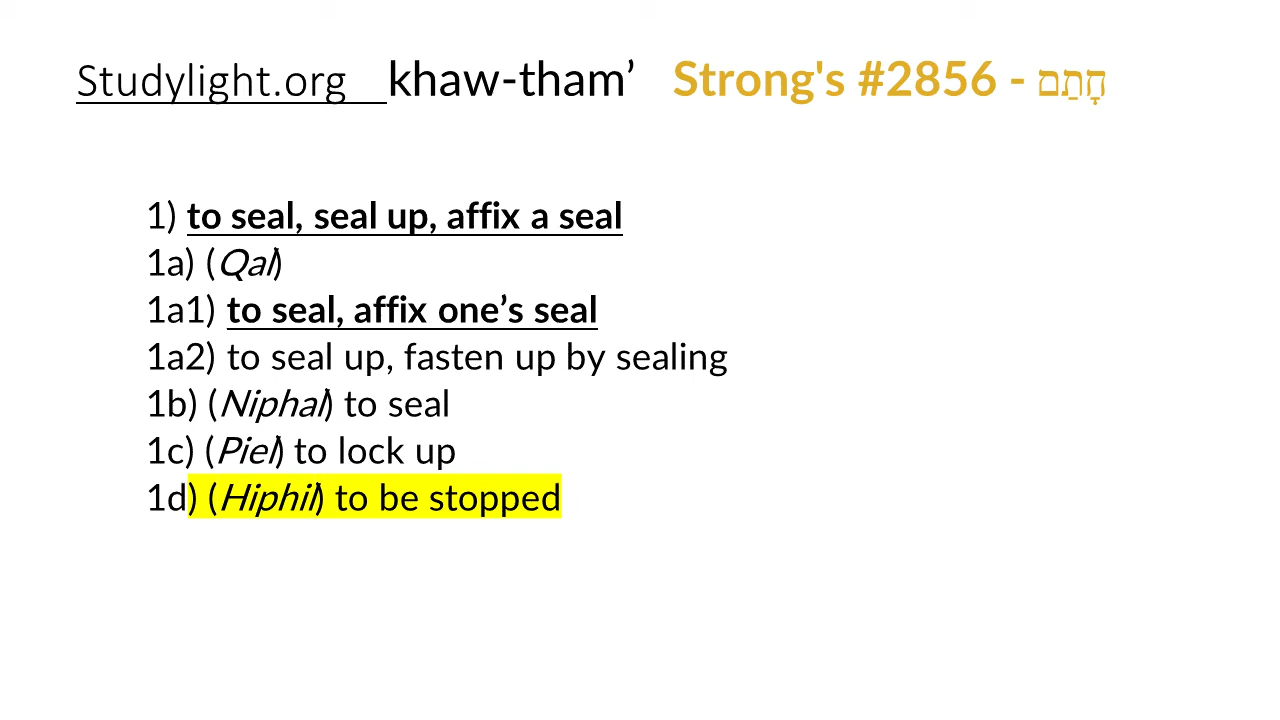 Studylight.org khaw-tham’ Strong's #2856 - חָתַם
1) to seal, seal up, affix a seal
1a) (Qal)
1a1) to seal, affix one’s seal
1a2) to seal up, fasten up by sealing
1b) (Niphal) to seal
1c) (Piel) to lock up
1d) (Hiphil) to be stopped